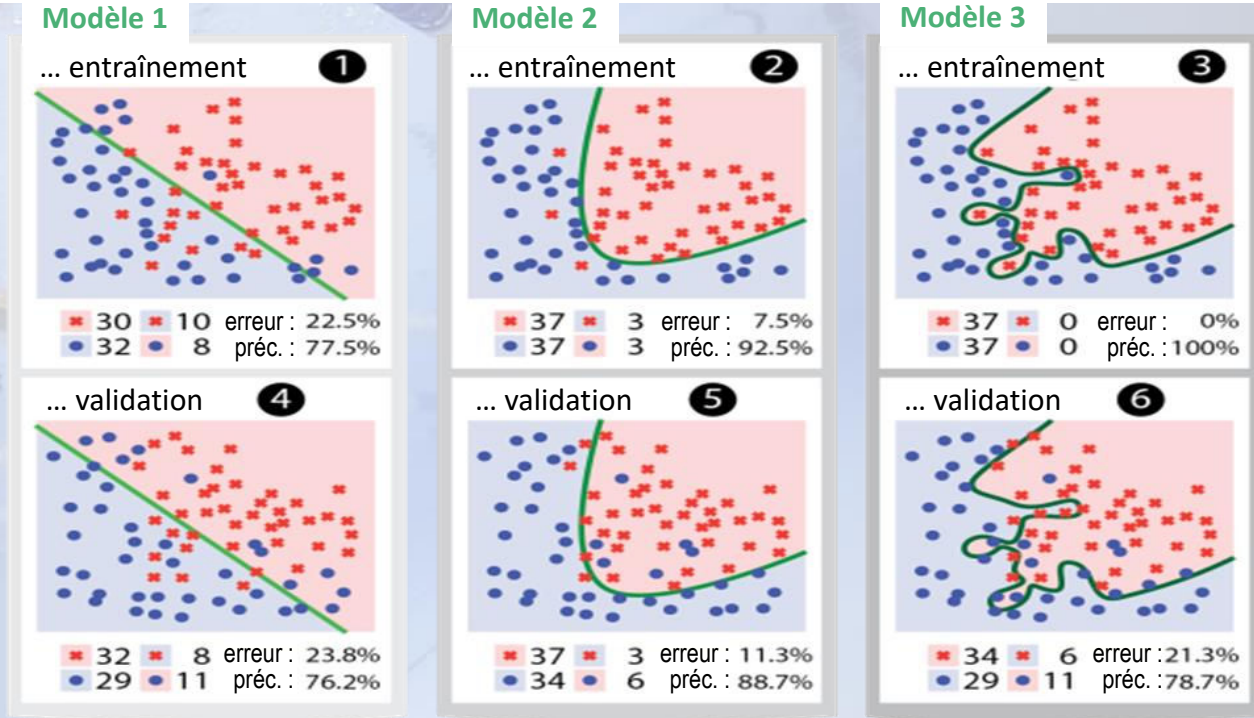 Modèle 1
... entraînement 1
30 10 erreur : 22.5%
32 8 préc. : 77.5%
... validation 4
32 8 erreur : 23.8%
29 11 préc. : 76.2%
Modèle 2
... entraînement 2
37 3 erreur : 7.5%
37 3 préc. : 92.5%
... validation 5
37 3 erreur : 11.3%
34 6 préc. : 88.7%
Modèle 3
... entraînement 3
37 0 erreur : 0%
37 0 préc. : 100%
... validation 6
34 6 erreur : 21.3%
29 11 préc. : 78.7%